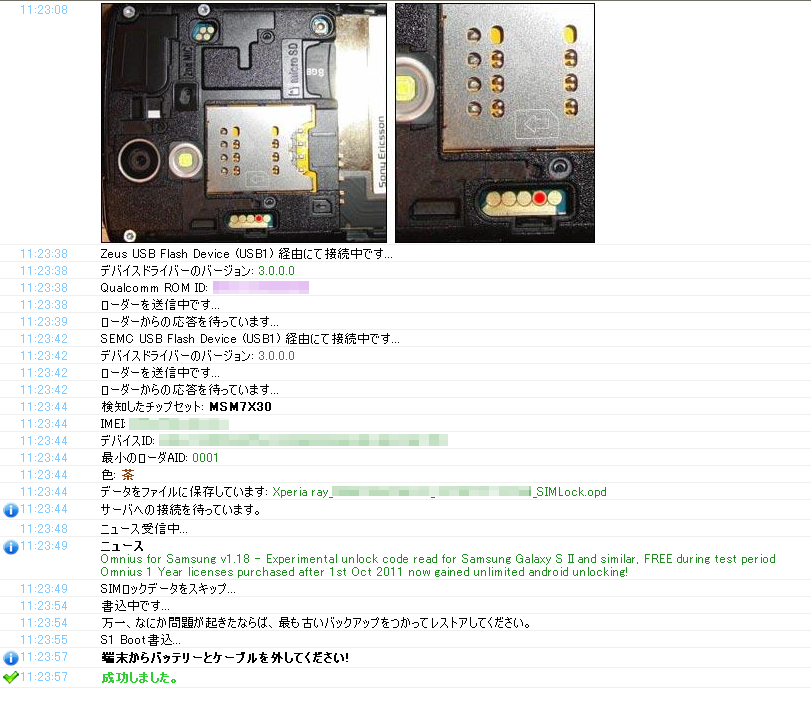 11:23:08
2nd MIC
micro SD
8GB
Sony Ericsson
11:23:38 Zeus USB Flash Device (USB1) 経由にて接続中です...
11:23:38 デバイスドライバーのバージョン: 3.0.0.0
11:23:38 Qualcomm ROM ID:
11:23:38 ローダーを送信中です...
11:23:39 ローダーからの応答を待っています...
11:23:42 SEMC USB Flash Device (USB1) 経由にて接続中です...
11:23:42 デバイスドライバーのバージョン: 3.0.0.0
11:23:42 ローダーを送信中です...
11:23:42 ローダーからの応答を待っています...
11:23:44 検知したチップセット: MSM7X30
11:23:44 IMEI:
11:23:44 デバイスID:
11:23:44 最小のローダAID: 0001
11:23:44 色: 茶
11:23:44 データをファイルに保存しています: Xperia ray_ _SIMLock.opd
11:23:44 サーバへの接続を待っています。
11:23:48 ニュース受信中...
11:23:49 ニュース
Omnius for Samsung v1.18 - Experimental unlock code read for Samsung Galaxy S II and similar, FREE during test period
Omnius 1 Year licenses purchased after 1st Oct 2011 now gained unlimited android unlocking!
11:23:49 SIMロックデータをスキップ...
11:23:54 書込中です...
11:23:54 万一、なにか問題が起きたならば、最も古いバックアップをつかってレストアしてください。
11:23:55 S1 Boot書込...
11:23:57 端末からバッテリーとケーブルを外してください!
11:23:57 成功しました。